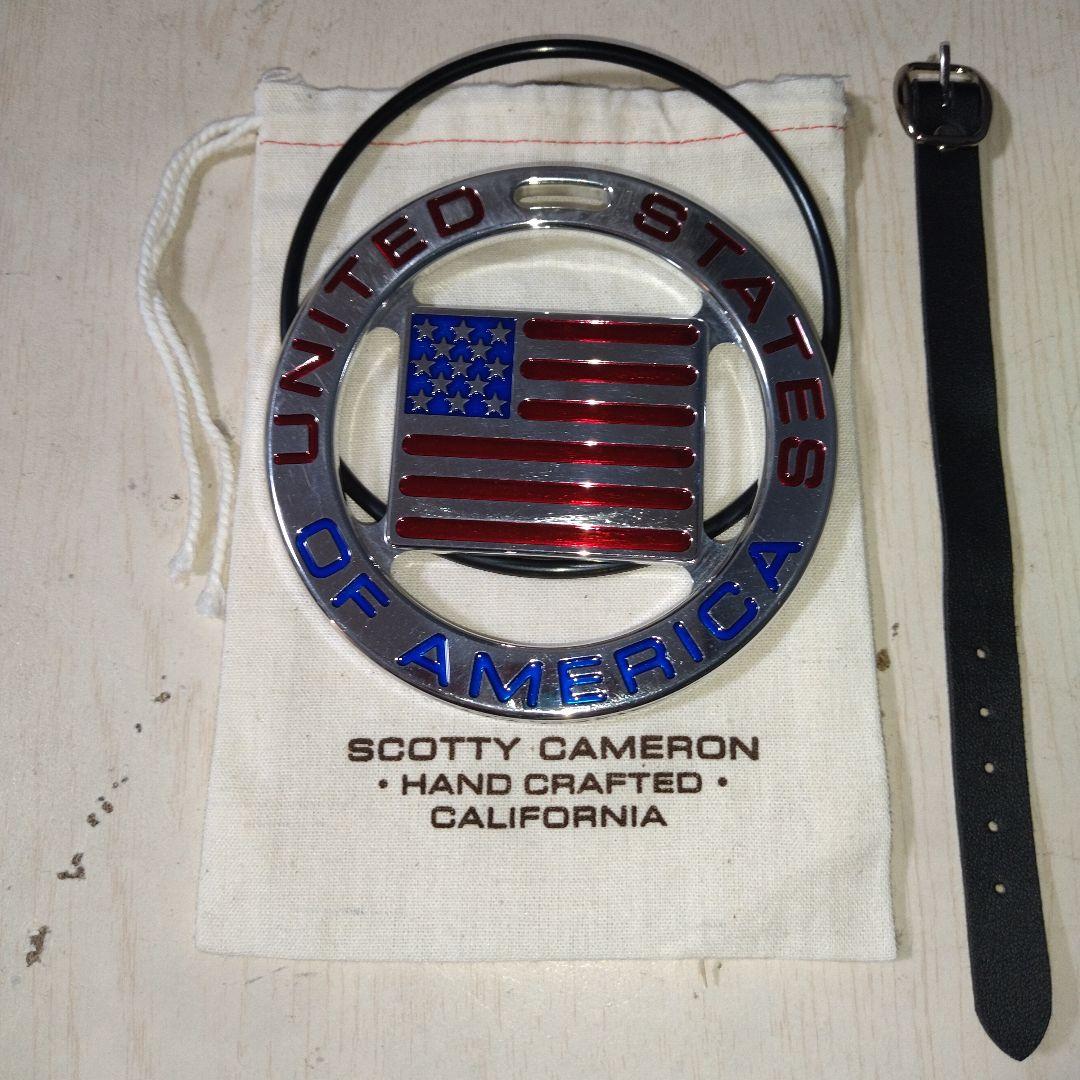 UNITED STATES
OF AMERICA
SCOTTY CAMERON
• HAND CRAFTED •
CALIFORNIA